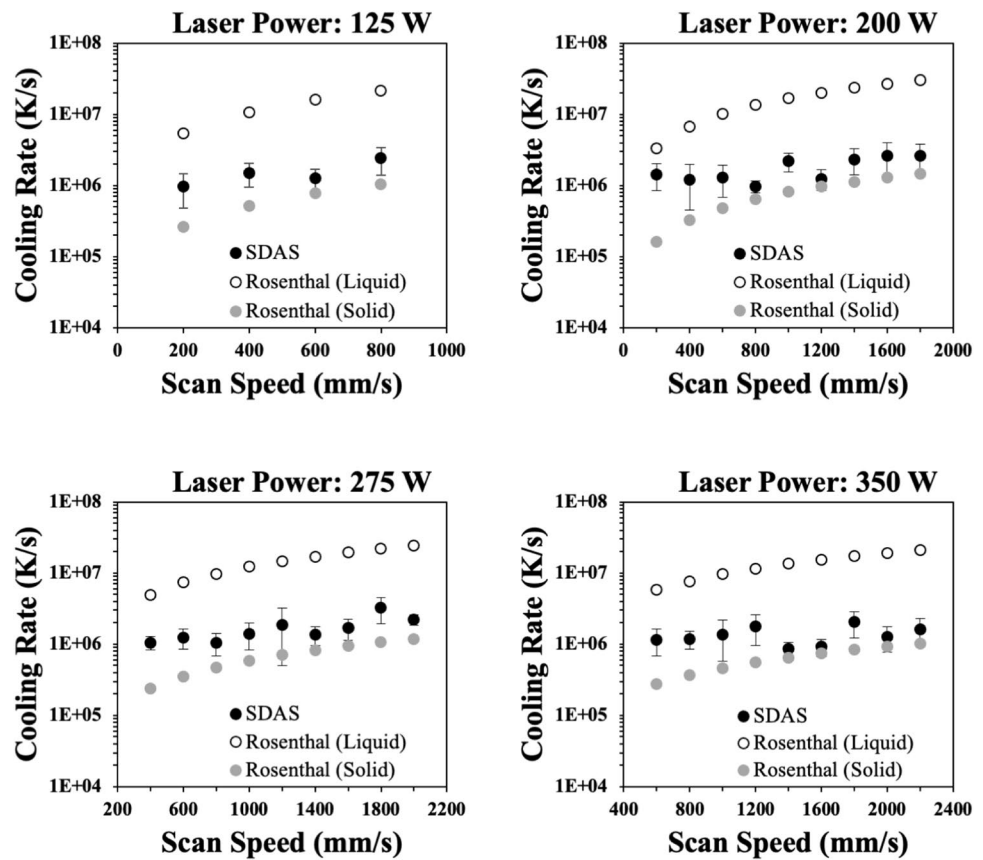 Laser Power: 125 W
Cooling Rate (K/s)
1E+08
1E+07
1E+06
1E+05
1E+04
SDAS
Rosenthal (Liquid)
Rosenthal (Solid)
0 200 400 600 800 1000
Scan Speed (mm/s)
Laser Power: 200 W
Cooling Rate (K/s)
1E+08
1E+07
1E+06
1E+05
1E+04
SDAS
Rosenthal (Liquid)
Rosenthal (Solid)
0 400 800 1200 1600 2000
Scan Speed (mm/s)
Laser Power: 275 W
Cooling Rate (K/s)
1E+08
1E+07
1E+06
1E+05
1E+04
SDAS
Rosenthal (Liquid)
Rosenthal (Solid)
200 600 1000 1400 1800 2200
Scan Speed (mm/s)
Laser Power: 350 W
Cooling Rate (K/s)
1E+08
1E+07
1E+06
1E+05
1E+04
SDAS
Rosenthal (Liquid)
Rosenthal (Solid)
400 800 1200 1600 2000 2400
Scan Speed (mm/s)